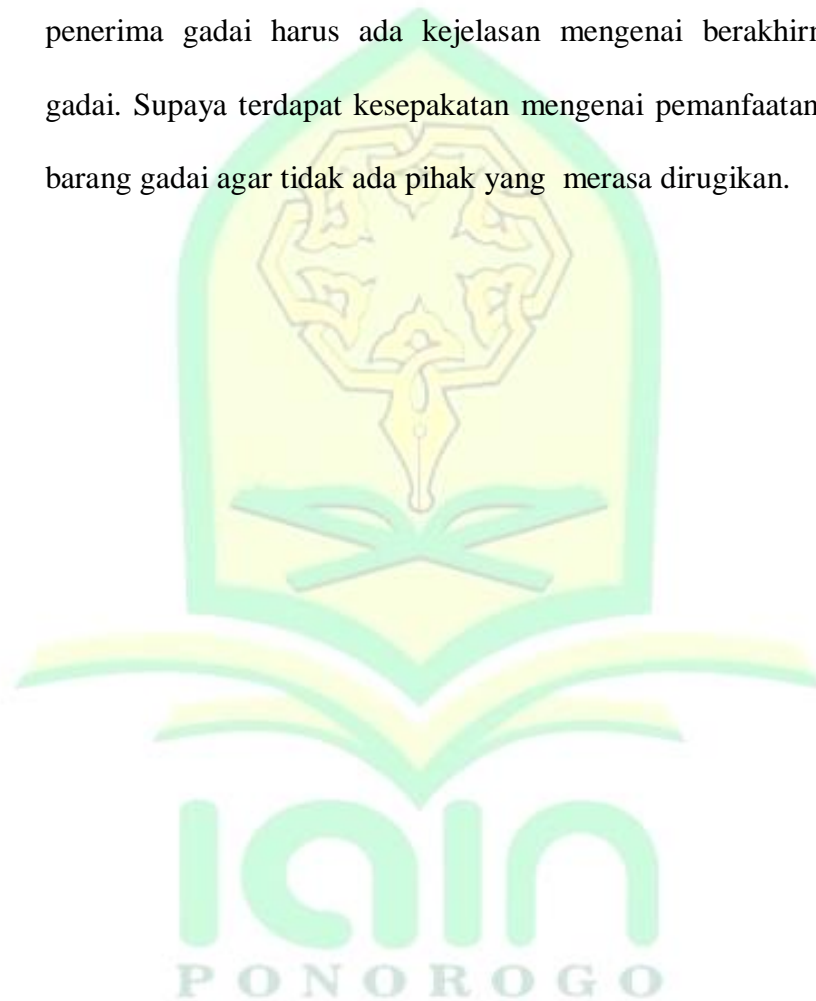 penerima gadai harus ada kejelasan mengenai berakhirn
gadai. Supaya terdapat kesepakatan mengenai pemanfaatan
barang gadai agar tidak ada pihak yang merasa dirugikan.
iain
PONOROGO